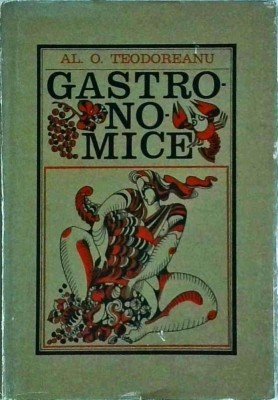 AL. O. TEODOREANU
GASTRO-
NO-
MICE